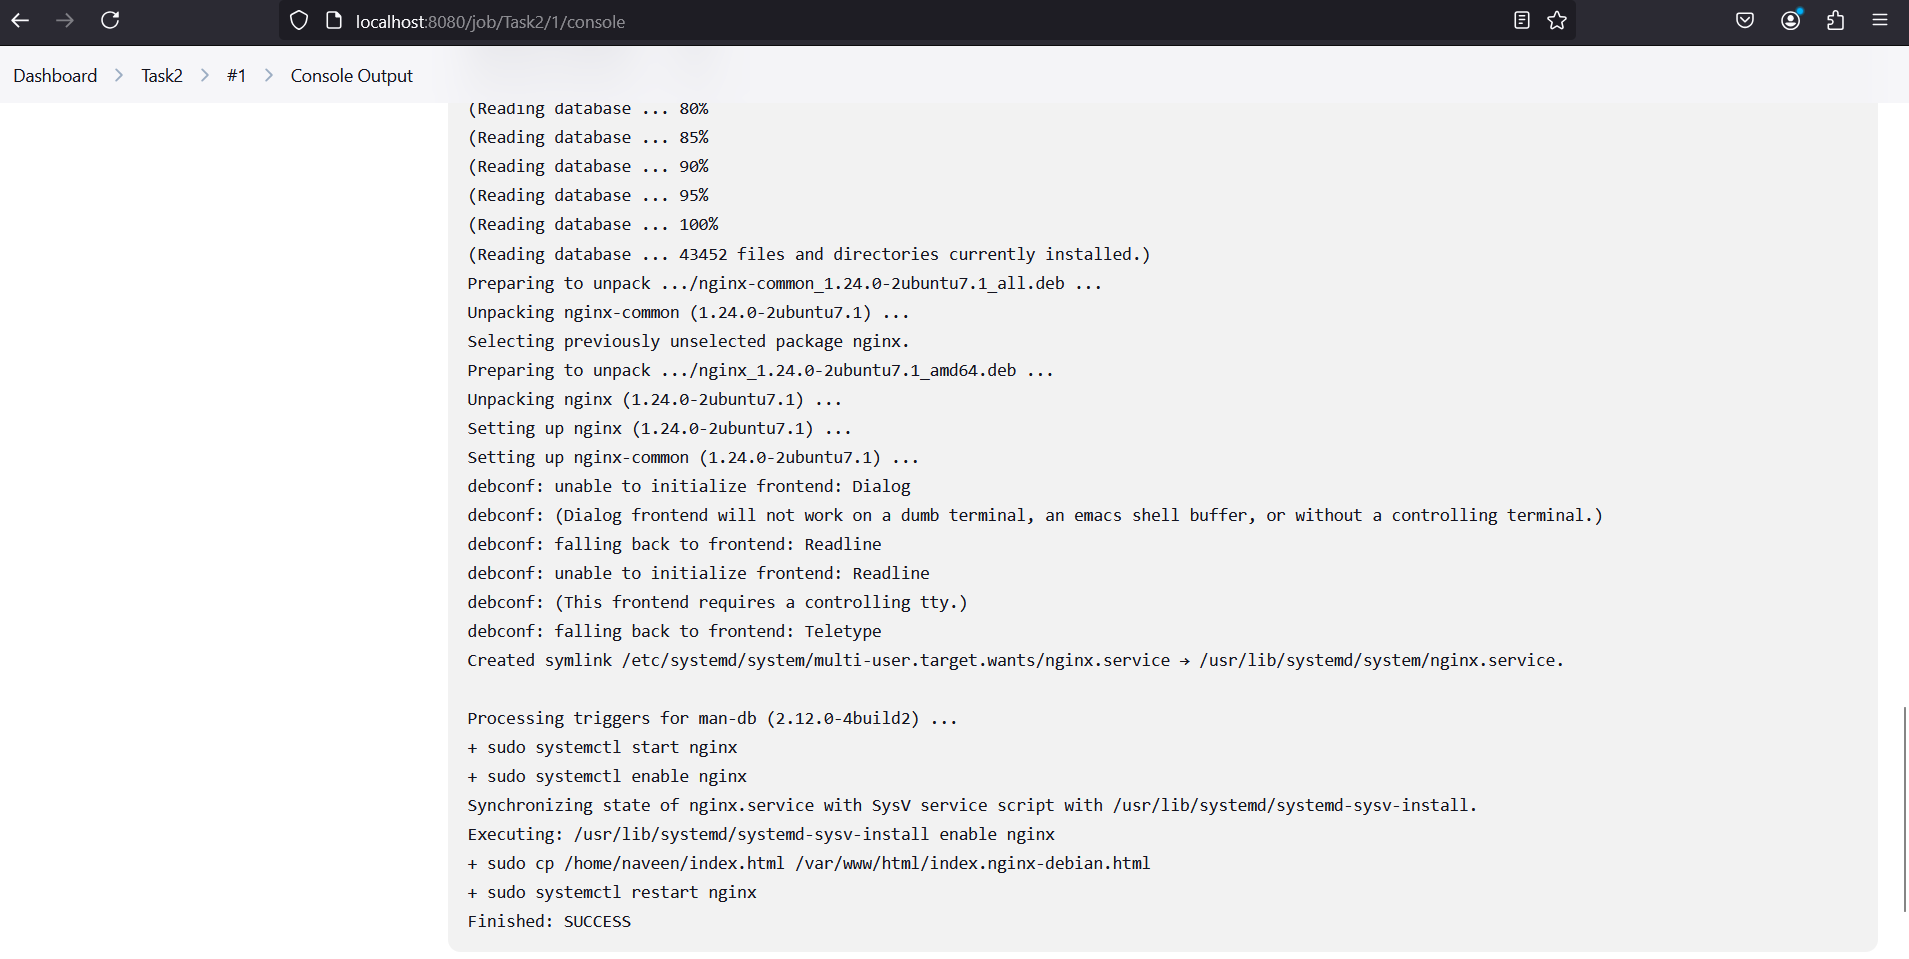 localhost:8080/job/Task2/1/console
Dashboard > Task2 > #1 > Console Output
(Reading database ... 80%
(Reading database ... 85%
(Reading database ... 90%
(Reading database ... 95%
(Reading database ... 100%
(Reading database ... 43452 files and directories currently installed.)
Preparing to unpack .../nginx-common_1.24.0-2ubuntu7.1_all.deb ...
Unpacking nginx-common (1.24.0-2ubuntu7.1) ...
Selecting previously unselected package nginx.
Preparing to unpack .../nginx_1.24.0-2ubuntu7.1_amd64.deb ...
Unpacking nginx (1.24.0-2ubuntu7.1) ...
Setting up nginx (1.24.0-2ubuntu7.1) ...
Setting up nginx-common (1.24.0-2ubuntu7.1) ...
debconf: unable to initialize frontend: Dialog
debconf: (Dialog frontend will not work on a dumb terminal, an emacs shell buffer, or without a controlling terminal.)
debconf: falling back to frontend: Readline
debconf: unable to initialize frontend: Readline
debconf: (This frontend requires a controlling tty.)
debconf: falling back to frontend: Teletype
Created symlink /etc/systemd/system/multi-user.target.wants/nginx.service → /usr/lib/systemd/system/nginx.service.
Processing triggers for man-db (2.12.0-4build2) ...
+ sudo systemctl start nginx
+ sudo systemctl enable nginx
Synchronizing state of nginx.service with SysV service script with /usr/lib/systemd/systemd-sysv-install.
Executing: /usr/lib/systemd/systemd-sysv-install enable nginx
+ sudo cp /home/naveen/index.html /var/www/html/index.nginx-debian.html
+ sudo systemctl restart nginx
Finished: SUCCESS